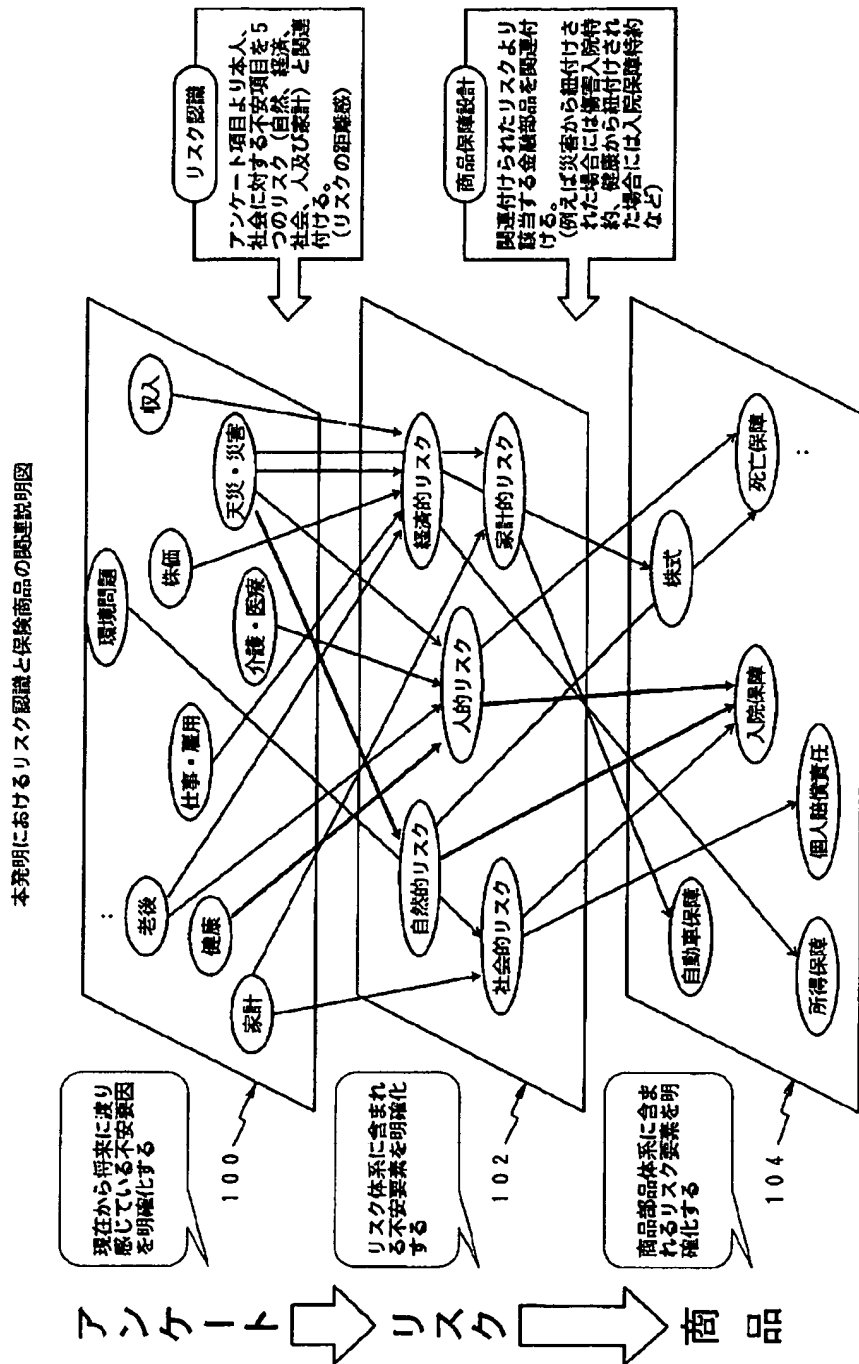 本発明におけるリスク認識と保険商品の関連説明図
アンケート
リスク
商品
現在から将来に渡り
感じている不安要因
を明確化する
100
環境問題
収入
株価
天災・災害
仕事・雇用
介護・医療
:
老後
健康
家計
リスク認識
アンケート項目より本人、
社会に対する不安項目を5
つのリスク(自然、経済、
社会、人及び家計)と関連
付ける。
(リスクの距離感)
リスク体系に含まれ
る不安要素を明確化
する
102
自然的リスク
人的リスク
経済的リスク
社会的リスク
家計的リスク
商品保障設計
関連付けられたリスクより
該当する金融部品を関連付
ける。
(例えば災害から紐付けさ
れた場合には傷害入院特
約、健康から紐付けされ
た場合には入院保障特約
など)
商品部品体系に含ま
れるリスク要素を明
確化する
104
自動車保障
株式
所得保障
個人賠償責任
入院保障
死亡保障
: